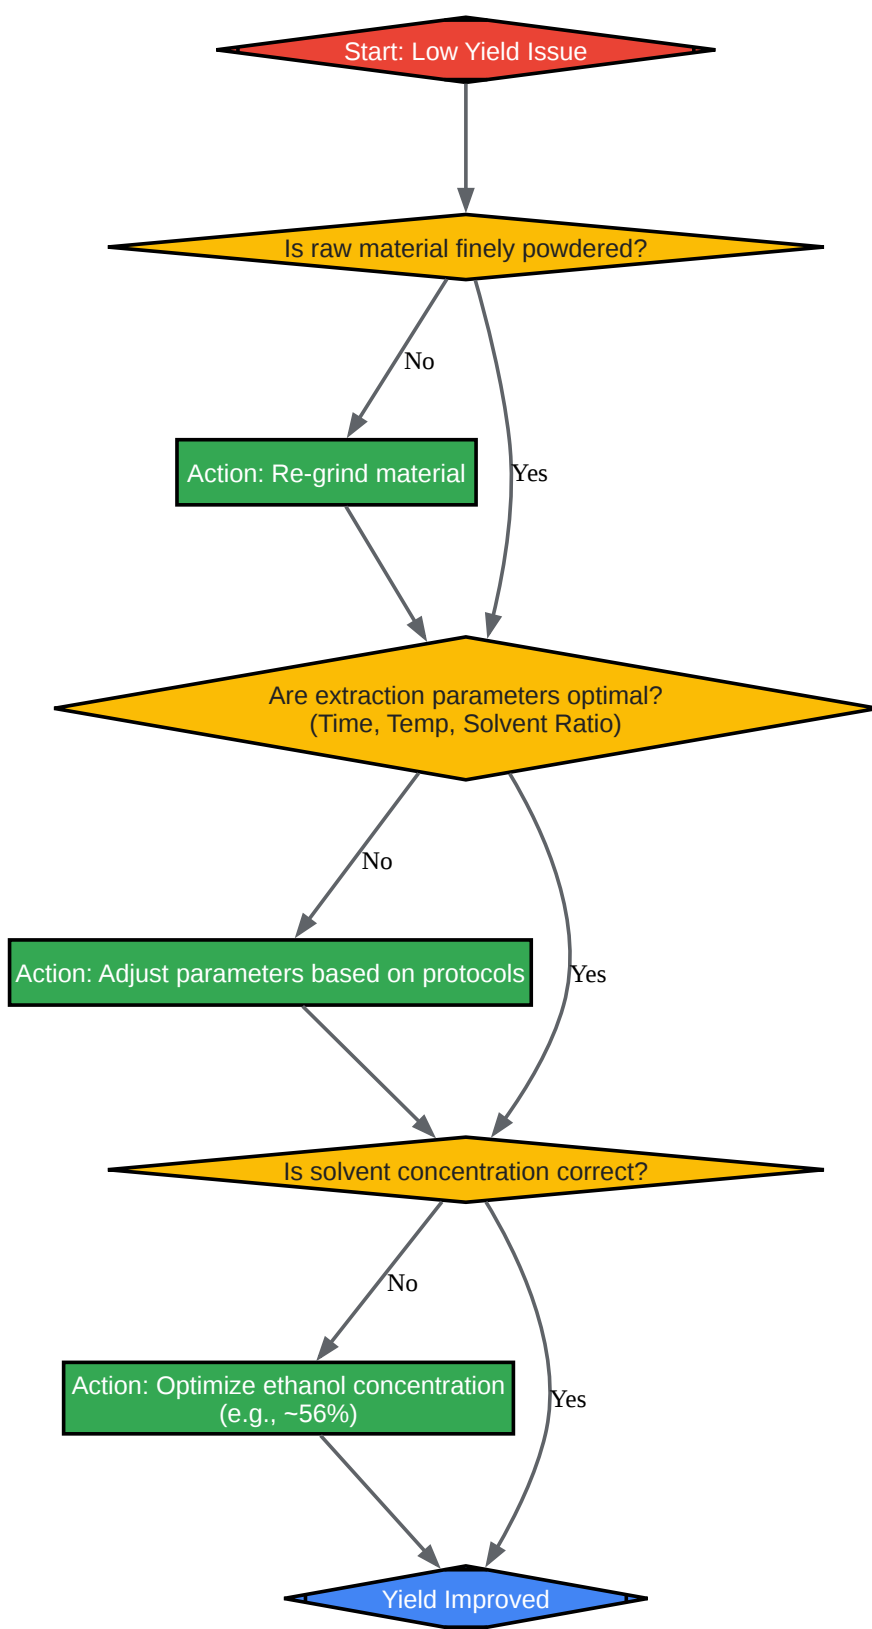 Start: Low Yield Issue
Is raw material finely powdered?
No
Action: Re-grind material
Yes
Are extraction parameters optimal?
(Time, Temp, Solvent Ratio)
No
Action: Adjust parameters based on protocols
Yes
Is solvent concentration correct?
No
Action: Optimize ethanol concentration
(e.g., ~56%)
Yes
Yield Improved